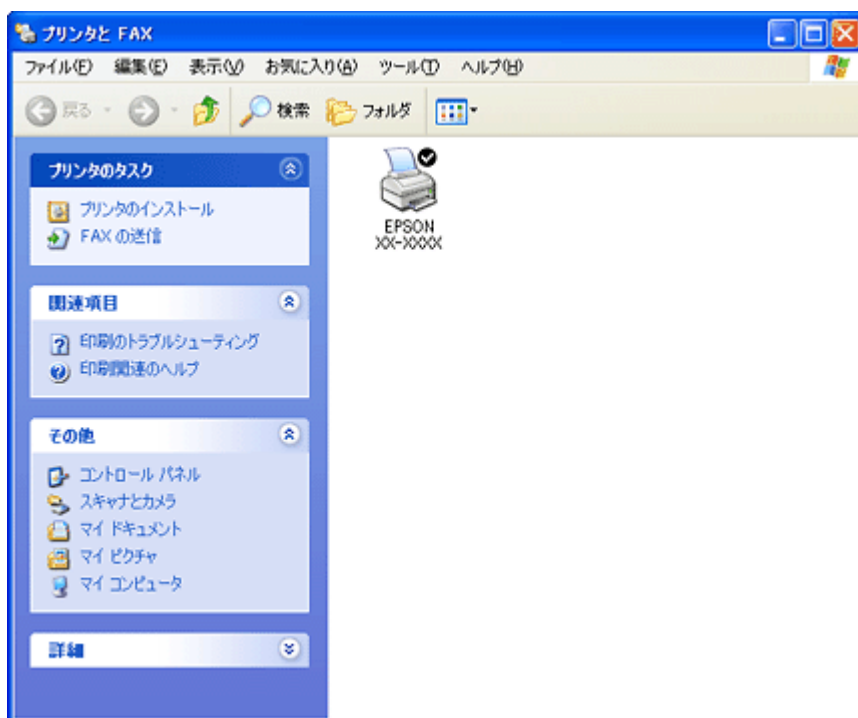 プリンタと FAX
ファイル(F) 編集(E) 表示(V) お気に入り(A) ツール(T) ヘルプ(H)
戻る 検索 フォルダ
プリンタのタスク
プリンタのインストール
FAX の送信
関連項目
印刷のトラブルシューティング
印刷関連のヘルプ
その他
コントロール パネル
スキャナとカメラ
マイ ドキュメント
マイ ピクチャ
マイ コンピュータ
詳細
EPSON
XX-XXXX